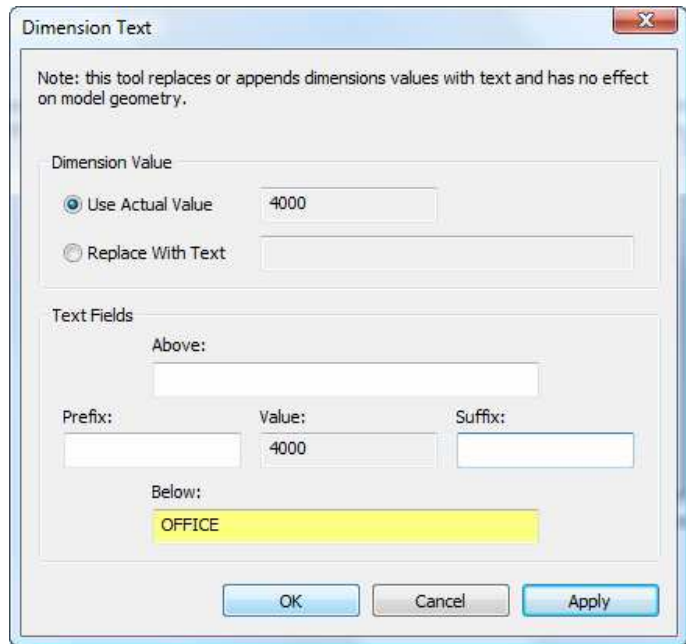 Dimension Text
Note: this tool replaces or appends dimensions values with text and has no effect
on model geometry.
Dimension Value
Use Actual Value 4000
Replace With Text
Text Fields
Above:
Prefix: Value: Suffix:
4000
Below:
OFFICE
OK Cancel Apply